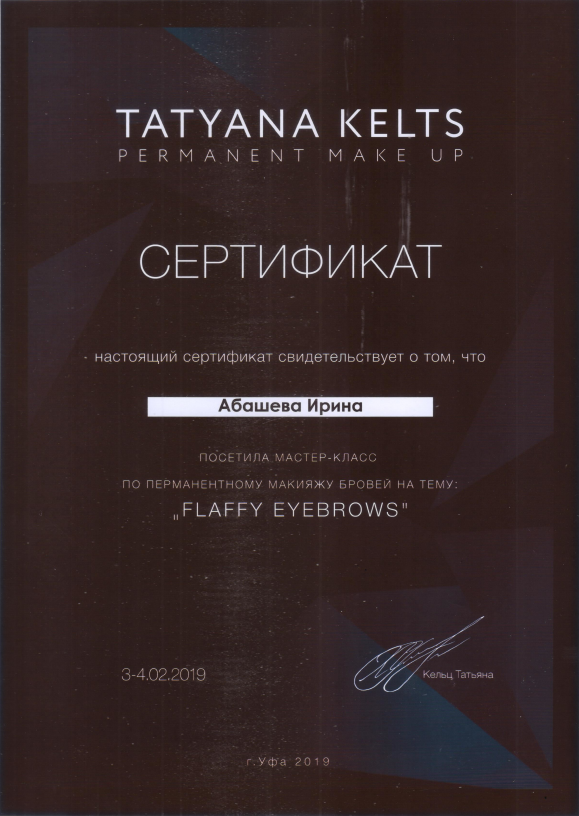 TATYANA KELTS
PERMANENT MAKE UP
СЕРТИФИКАТ
настоящий сертификат свидетельствует о том, что
Абашева Ирина
ПОСЕТИЛА МАСТЕР-КЛАСС
ПО ПЕРМАНЕНТНОМУ МАКИЯЖУ БРОВЕЙ НА ТЕМУ:
„FLAFFY EYEBROWS"
3-4.02.2019
Кельц Татьяна
г.Уфа 2019